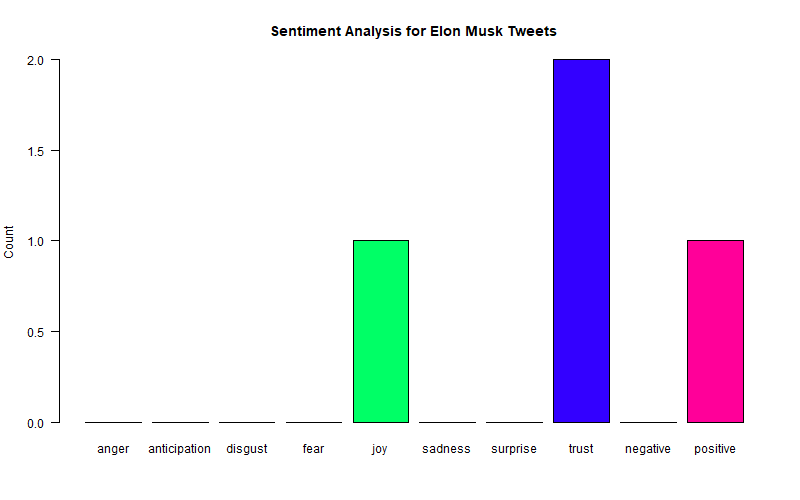 Sentiment Analysis for Elon Musk Tweets
Count
2.0
1.5
1.0
0.5
0.0
anger anticipation disgust fear joy sadness surprise trust negative positive